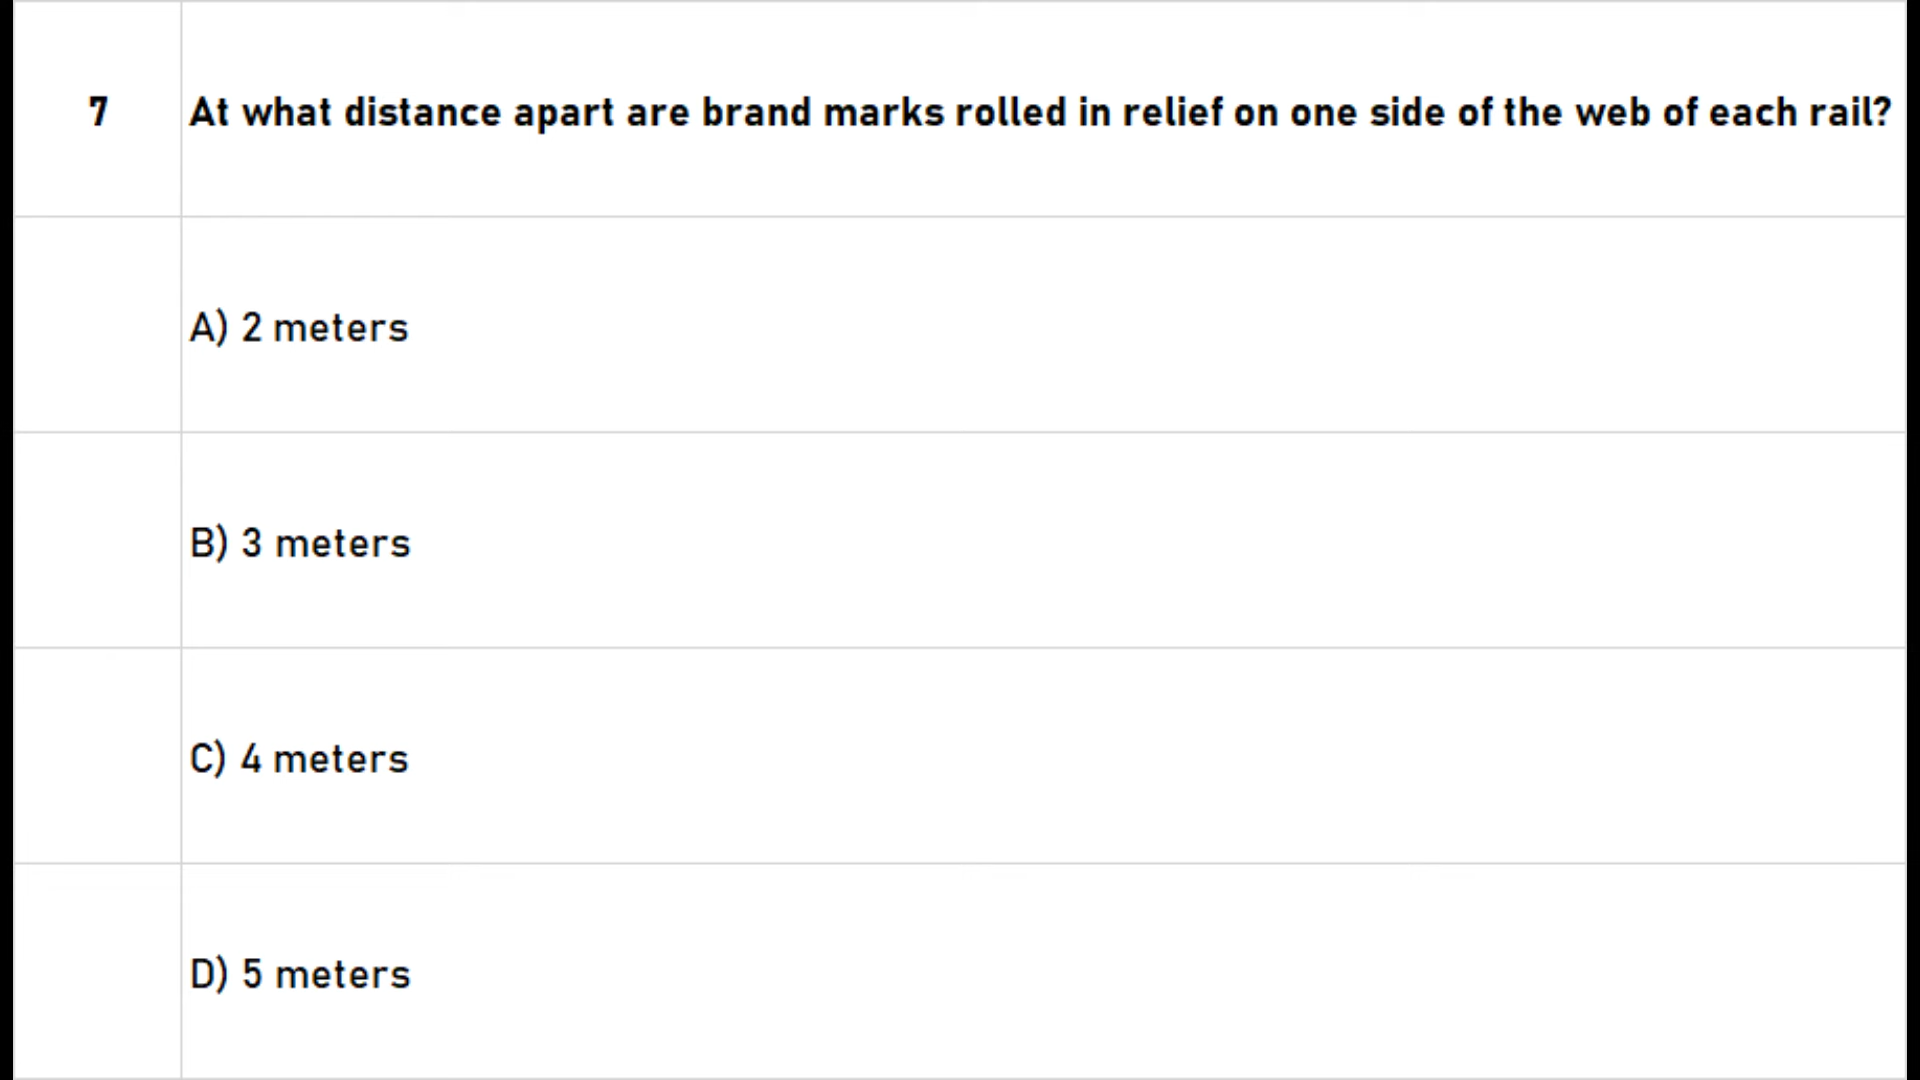 7 At what distance apart are brand marks rolled in relief on one side of the web of each rail?
A) 2 meters
B) 3 meters
C) 4 meters
D) 5 meters